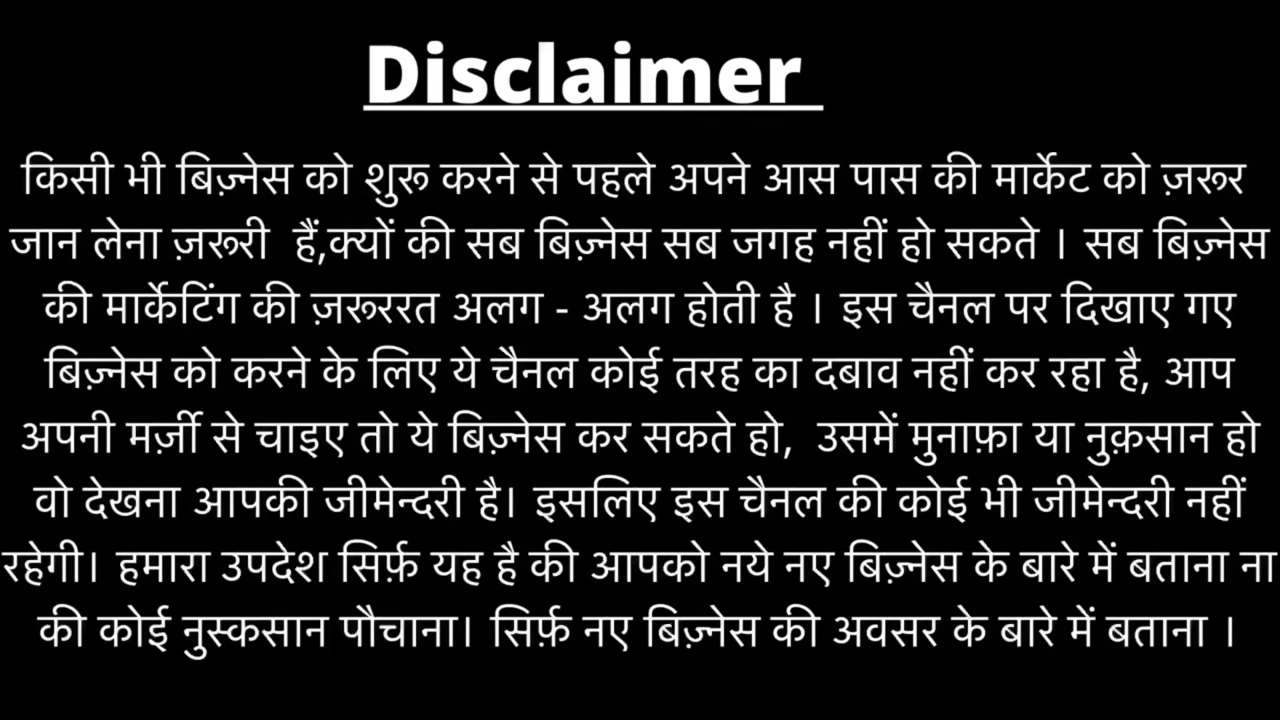 Disclaimer
किसी भी बिज़्नेस को शुरू करने से पहले अपने आस पास की मार्केट को ज़रूर
जान लेना ज़रूरी हैं,क्यों की सब बिज़्नेस सब जगह नहीं हो सकते । सब बिज़्नेस
की मार्केटिंग की ज़रूररत अलग - अलग होती है । इस चैनल पर दिखाए गए
बिज़्नेस को करने के लिए ये चैनल कोई तरह का दबाव नहीं कर रहा है, आप
अपनी मर्ज़ी से चाइए तो ये बिज़्नेस कर सकते हो, उसमें मुनाफ़ा या नुक़सान हो
वो देखना आपकी जीमेन्दरी है। इसलिए इस चैनल की कोई भी जीमेन्दरी नहीं
रहेगी। हमारा उपदेश सिर्फ़ यह है की आपको नये नए बिज़्नेस के बारे में बताना ना
की कोई नुस्कसान पौचाना। सिर्फ़ नए बिज़्नेस की अवसर के बारे में बताना ।